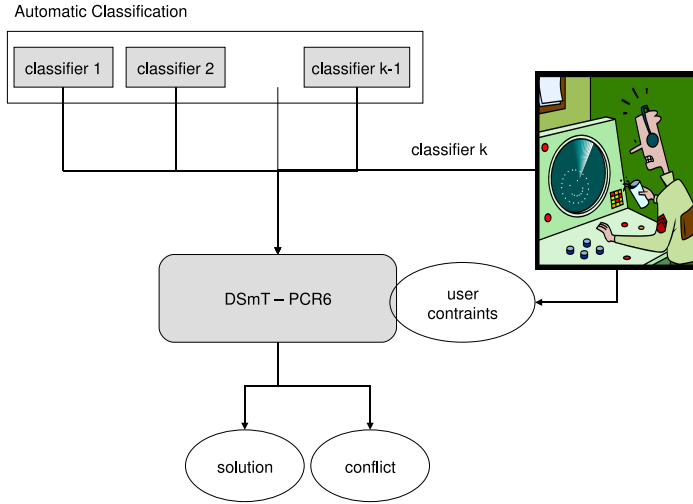 Automatic Classification
classifier 1
classifier 2
classifier k-1
classifier k
DSmT – PCR6
user
contraints
solution
conflict